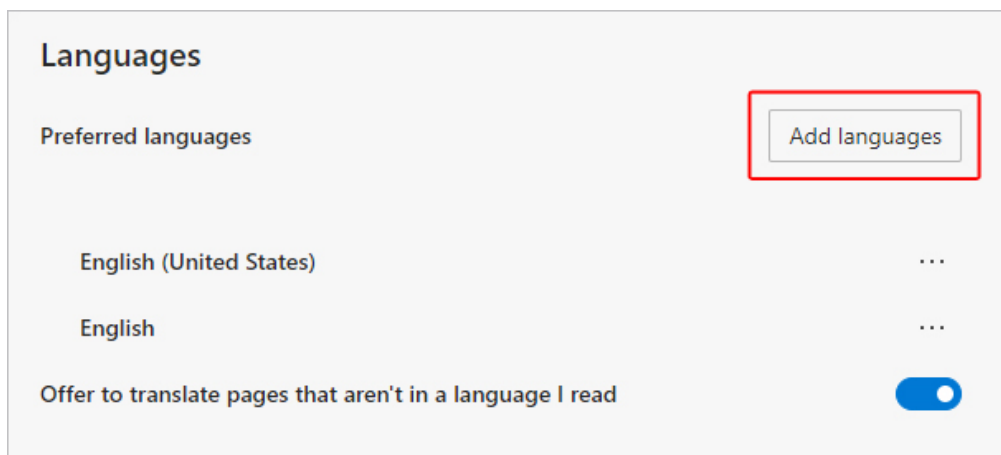 Languages
Preferred languages
Add languages
English (United States)
English
Offer to translate pages that aren't in a language I read